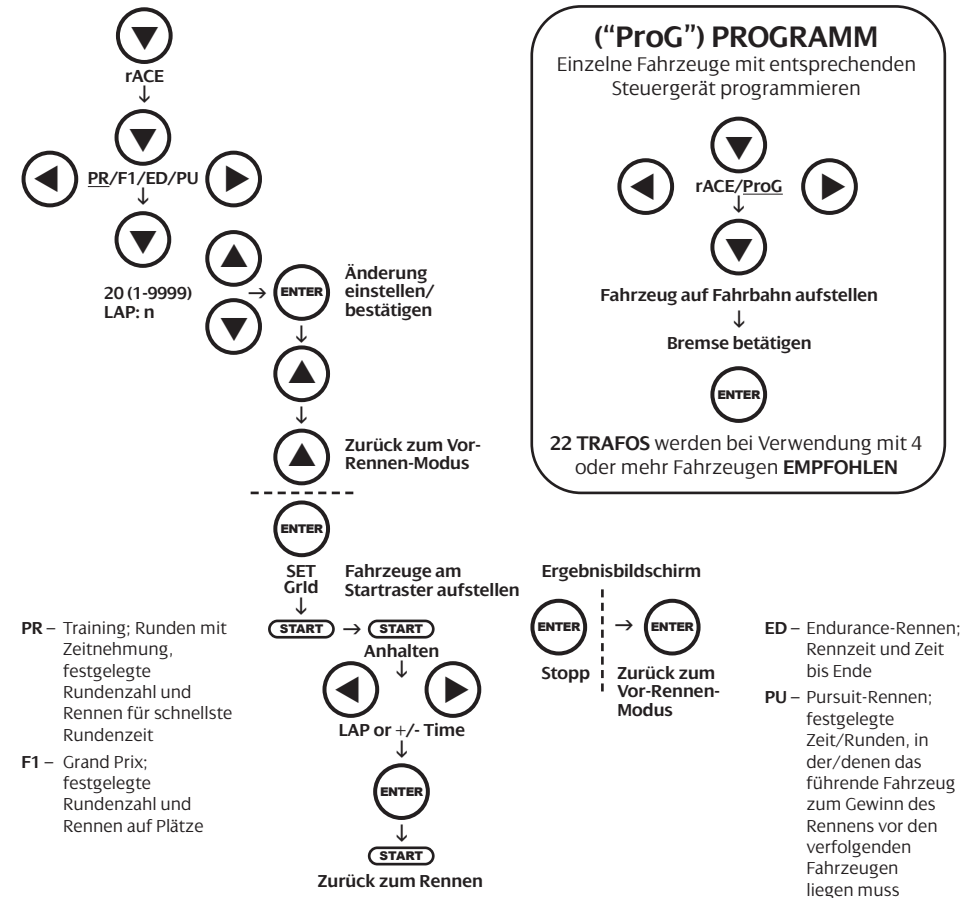 rACE
PR/F1/ED/PU
20 (1-9999)
LAP: n
ENTER
Änderung
einstellen/
bestätigen
Zurück zum Vor-
Rennen-Modus
ENTER
SET
GrId
Fahrzeuge am
Startraster aufstellen
START
START
Anhalten
LAP or +/- Time
ENTER
START
Zurück zum Rennen
("ProG") PROGRAMM
Einzelne Fahrzeuge mit entsprechenden
Steuergerät programmieren
rACE/ProG
Fahrzeug auf Fahrbahn aufstellen
Bremse betätigen
ENTER
22 TRAFOS werden bei Verwendung mit 4
oder mehr Fahrzeugen EMPFOHLEN
Ergebnisbildschirm
ENTER
ENTER
Stopp
Zurück zum
Vor-Rennen-
Modus
PR – Training; Runden mit
Zeitnehmung,
festgelegte
Rundenzahl und
Rennen für schnellste
Rundenzeit
F1 – Grand Prix;
festgelegte
Rundenzahl und
Rennen auf Plätze
ED – Endurance-Rennen;
Rennzeit und Zeit
bis Ende
PU – Pursuit-Rennen;
festgelegte
Zeit/Runden, in
der/denen das
führende Fahrzeug
zum Gewinn des
Rennens vor den
verfolgenden
Fahrzeugen
liegen muss